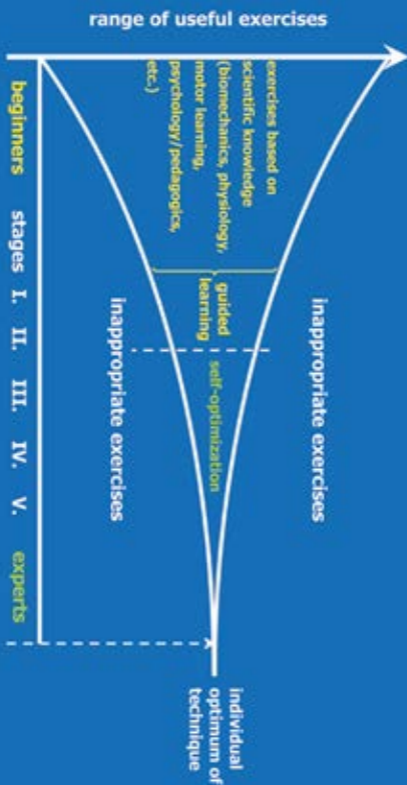 range of useful exercises
exercises based on
scientific knowledge
(biomechanics, physiology,
motor learning,
psychology/pedagogics,
etc.)
guided
learning
self-optimization
inappropriate exercises
inappropriate exercises
individual
optimum of
technique
beginners stages I. II. III. IV. V. experts